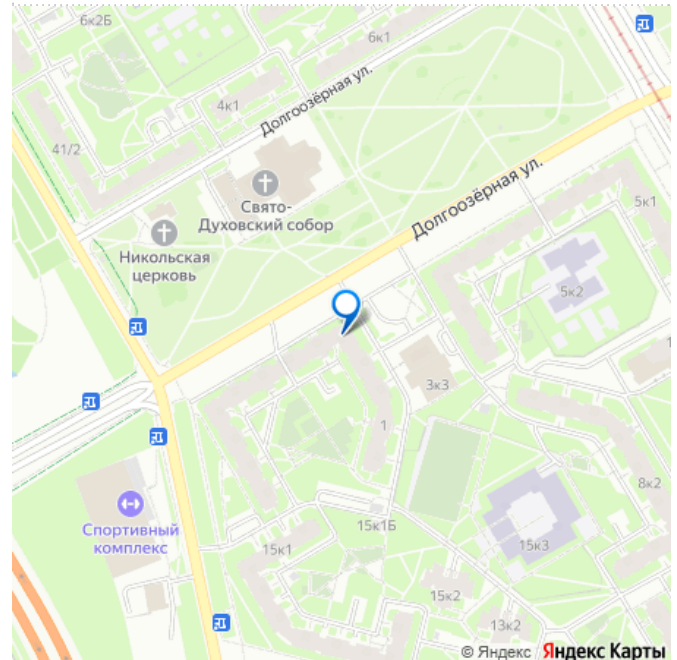 6к2Б
6к1
4к1
Долгоозёрная ул.
41/2
Свято-
Духовский собор
Никольская
церковь
Долгоозёрная ул.
5к1
5к2
3к3
1
1
8к2
Спортивный
комплекс
15к1Б
15к1
15к3
15к2
13к2
© Яндекс Яндекс Карты